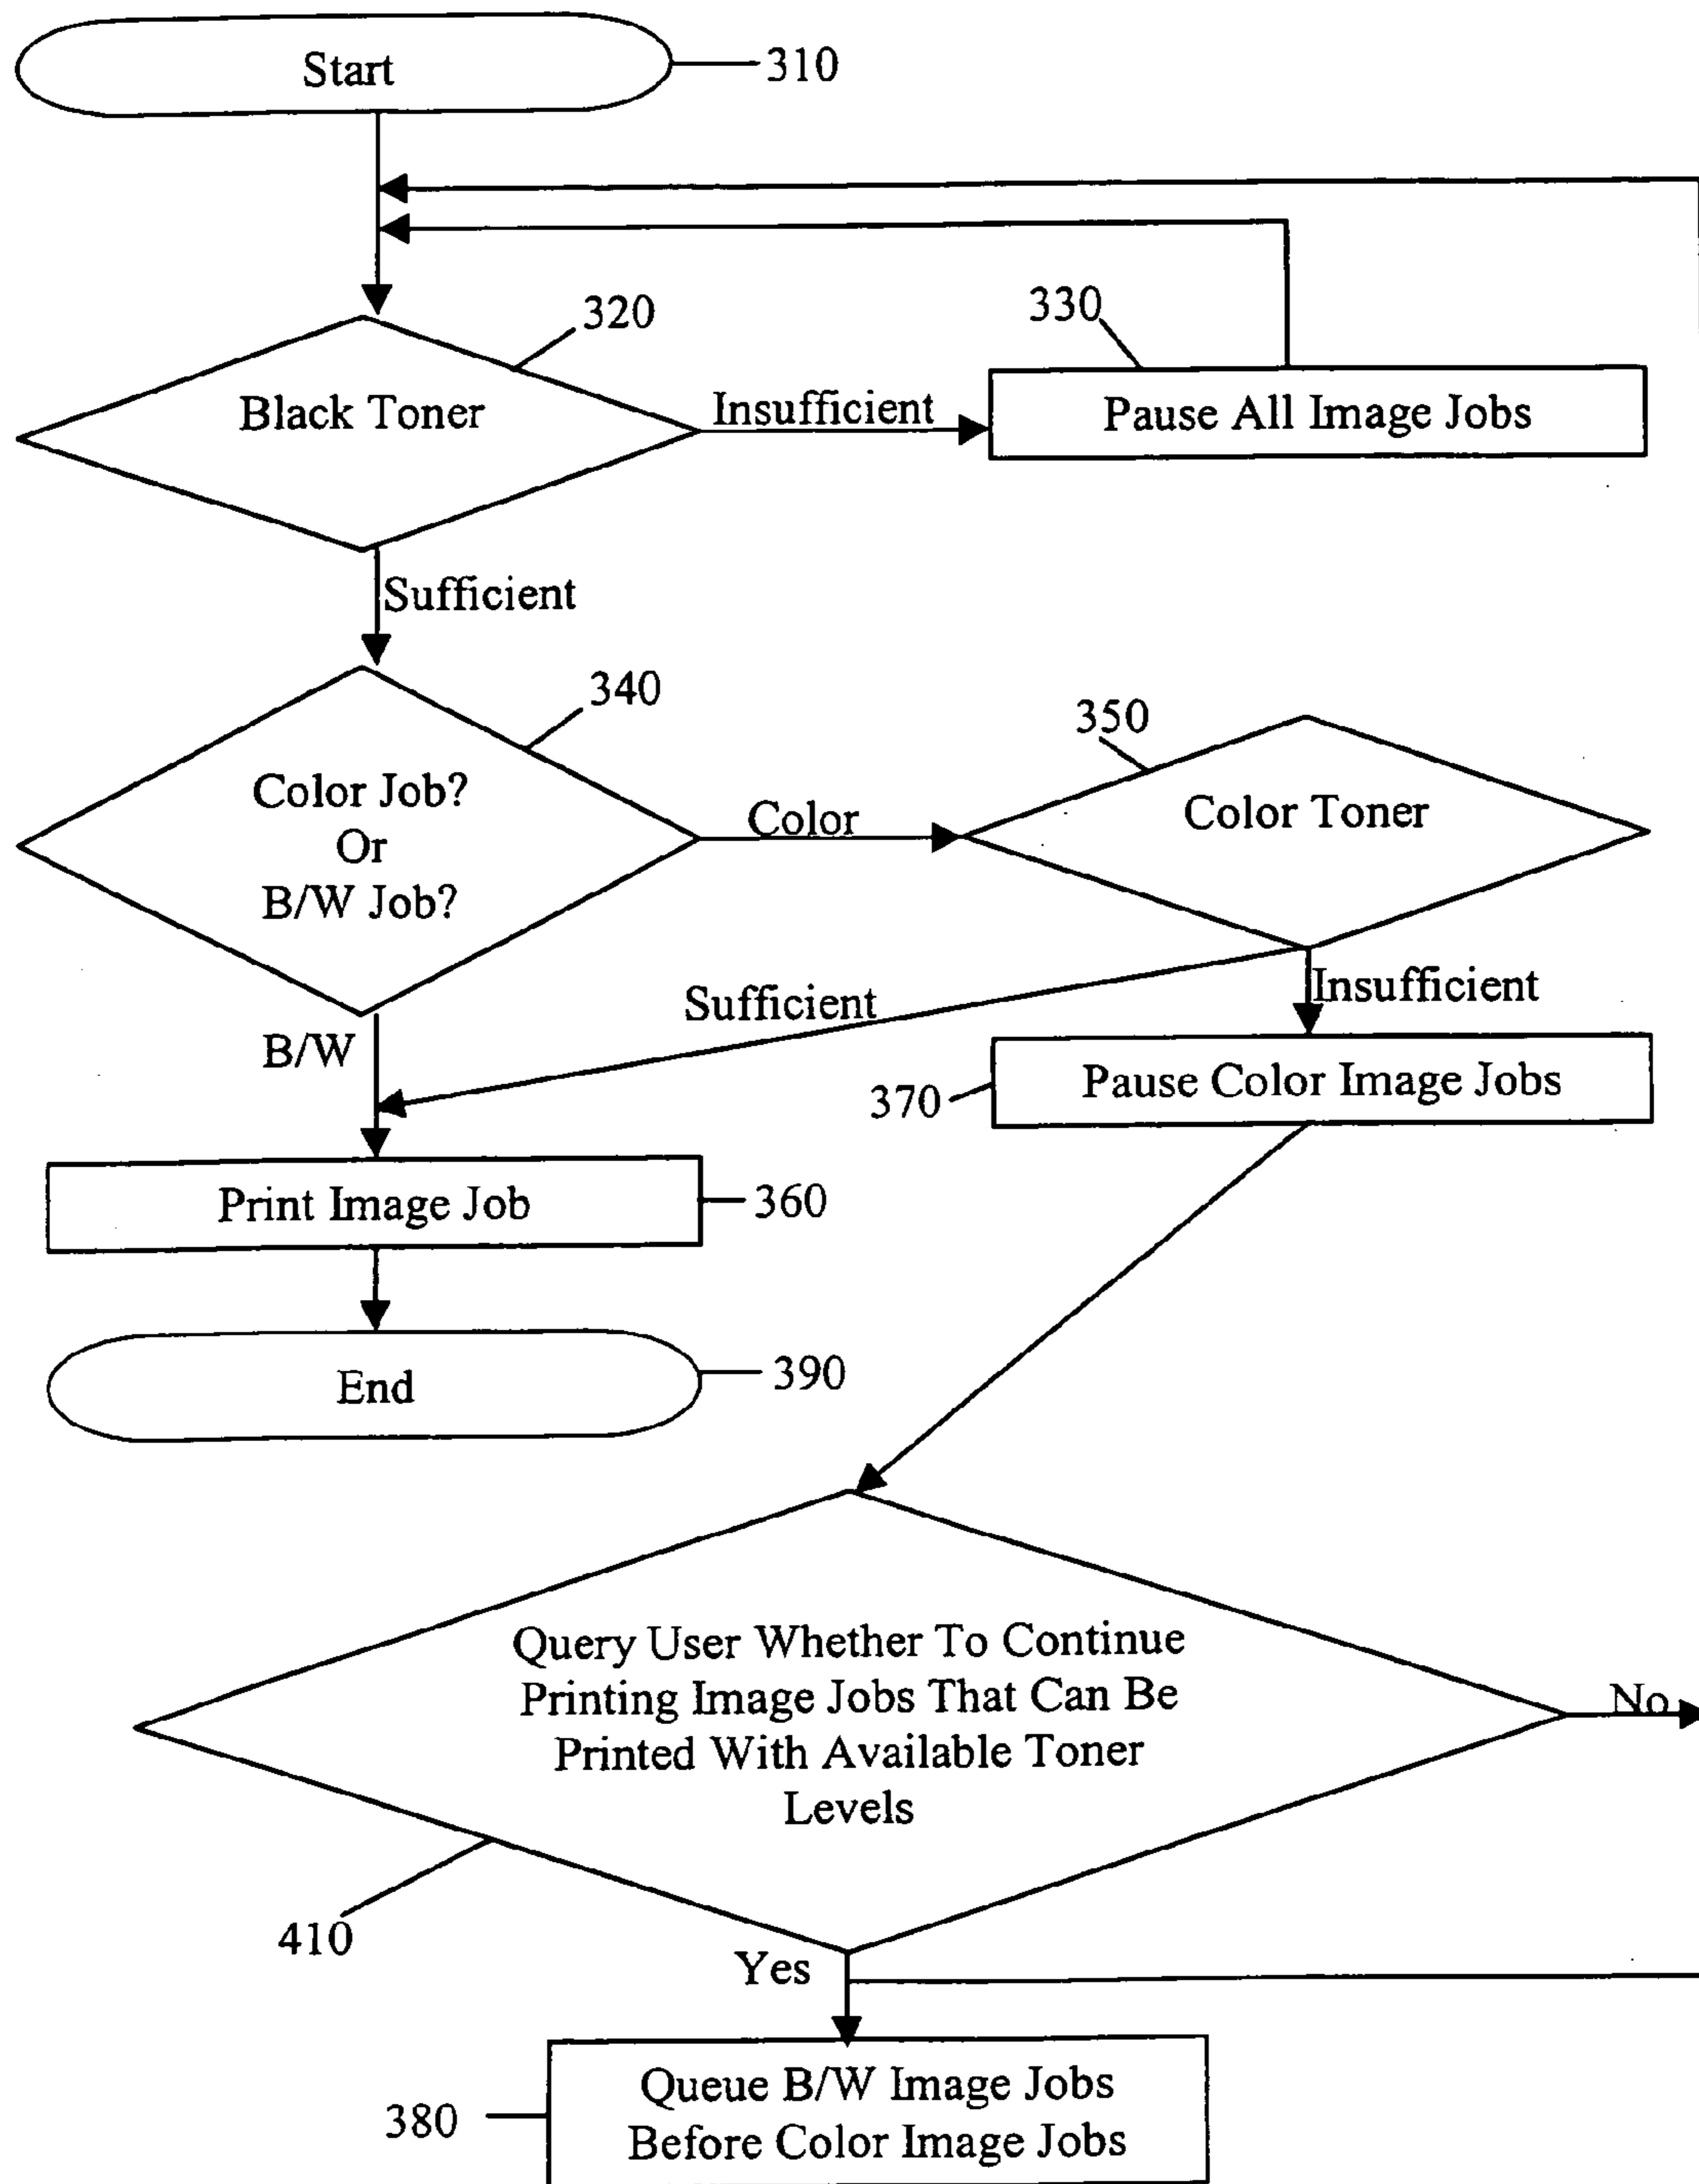 Start
310
320
330
Black Toner
Insufficient
Pause All Image Jobs
Sufficient
340
350
Color Job?
Or
B/W Job?
Color
Color Toner
Sufficient
Insufficient
B/W
370
Pause Color Image Jobs
Print Image Job
360
End
390
Query User Whether To Continue
Printing Image Jobs That Can Be
Printed With Available Toner
Levels
No
410
Yes
380
Queue B/W Image Jobs
Before Color Image Jobs